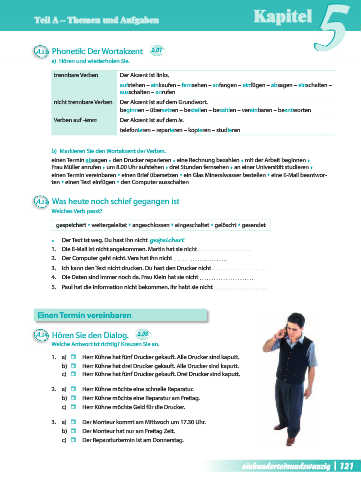 Teil A – Themen und Aufgaben
Kapitel 5
Phonetik: Der Wortakzent 2.07
a) Hören und wiederholen Sie.
trennbare Verben Der Akzent ist links.
aufstehen – einkaufen – fernsehen – anfangen – einfügen – absagen – einschalten –
ausschalten – anrufen
nicht trennbare Verben Der Akzent ist auf dem Grundwort.
beginnen – übersetzen – bestellen – bezahlen – vereinbaren – beantworten
Verben auf -ieren Der Akzent ist auf dem ie.
telefonieren – reparieren – kopieren – studieren
b) Markieren Sie den Wortakzent der Verben.
einen Termin absagen • den Drucker reparieren • eine Rechnung bezahlen • mit der Arbeit beginnen •
Frau Müller anrufen • um 8.00 Uhr aufstehen • drei Stunden fernsehen • an einer Universität studieren •
einen Termin vereinbaren • einen Brief übersetzen • ein Glas Mineralwasser bestellen • eine E-Mail beantwor-
ten • einen Text einfügen • den Computer ausschalten
Was heute noch schief gegangen ist
Welches Verb passt?
gespeichert • weitergeleitet • angeschlossen • eingeschaltet • gelöscht • gesendet
Der Text ist weg. Du hast ihn nicht gespeichert
1. Die E-Mail ist nicht angekommen. Martin hat sie nicht
2. Der Computer geht nicht. Vera hat ihn nicht
3. Ich kann den Text nicht drucken. Du hast den Drucker nicht
4. Die Daten sind immer noch da. Frau Klein hat sie nicht
5. Paul hat die Information nicht bekommen. Ihr habt sie nicht
Einen Termin vereinbaren
Hören Sie den Dialog. 2.08
Welche Antwort ist richtig? Kreuzen Sie an.
1. a) Herr Kühne hat fünf Drucker gekauft. Alle Drucker sind kaputt.
b) Herr Kühne hat drei Drucker gekauft. Alle Drucker sind kaputt.
c) Herr Kühne hat fünf Drucker gekauft. Drei Drucker sind kaputt.
2. a) Herr Kühne möchte eine schnelle Reparatur.
b) Herr Kühne möchte eine Reparatur am Freitag.
c) Herr Kühne möchte Geld für die Drucker.
3. a) Der Monteur kommt am Mittwoch um 17.30 Uhr.
b) Der Monteur hat nur am Freitag Zeit.
c) Der Reparaturtermin ist am Donnerstag.
einhunderteinundzwanzig | 121